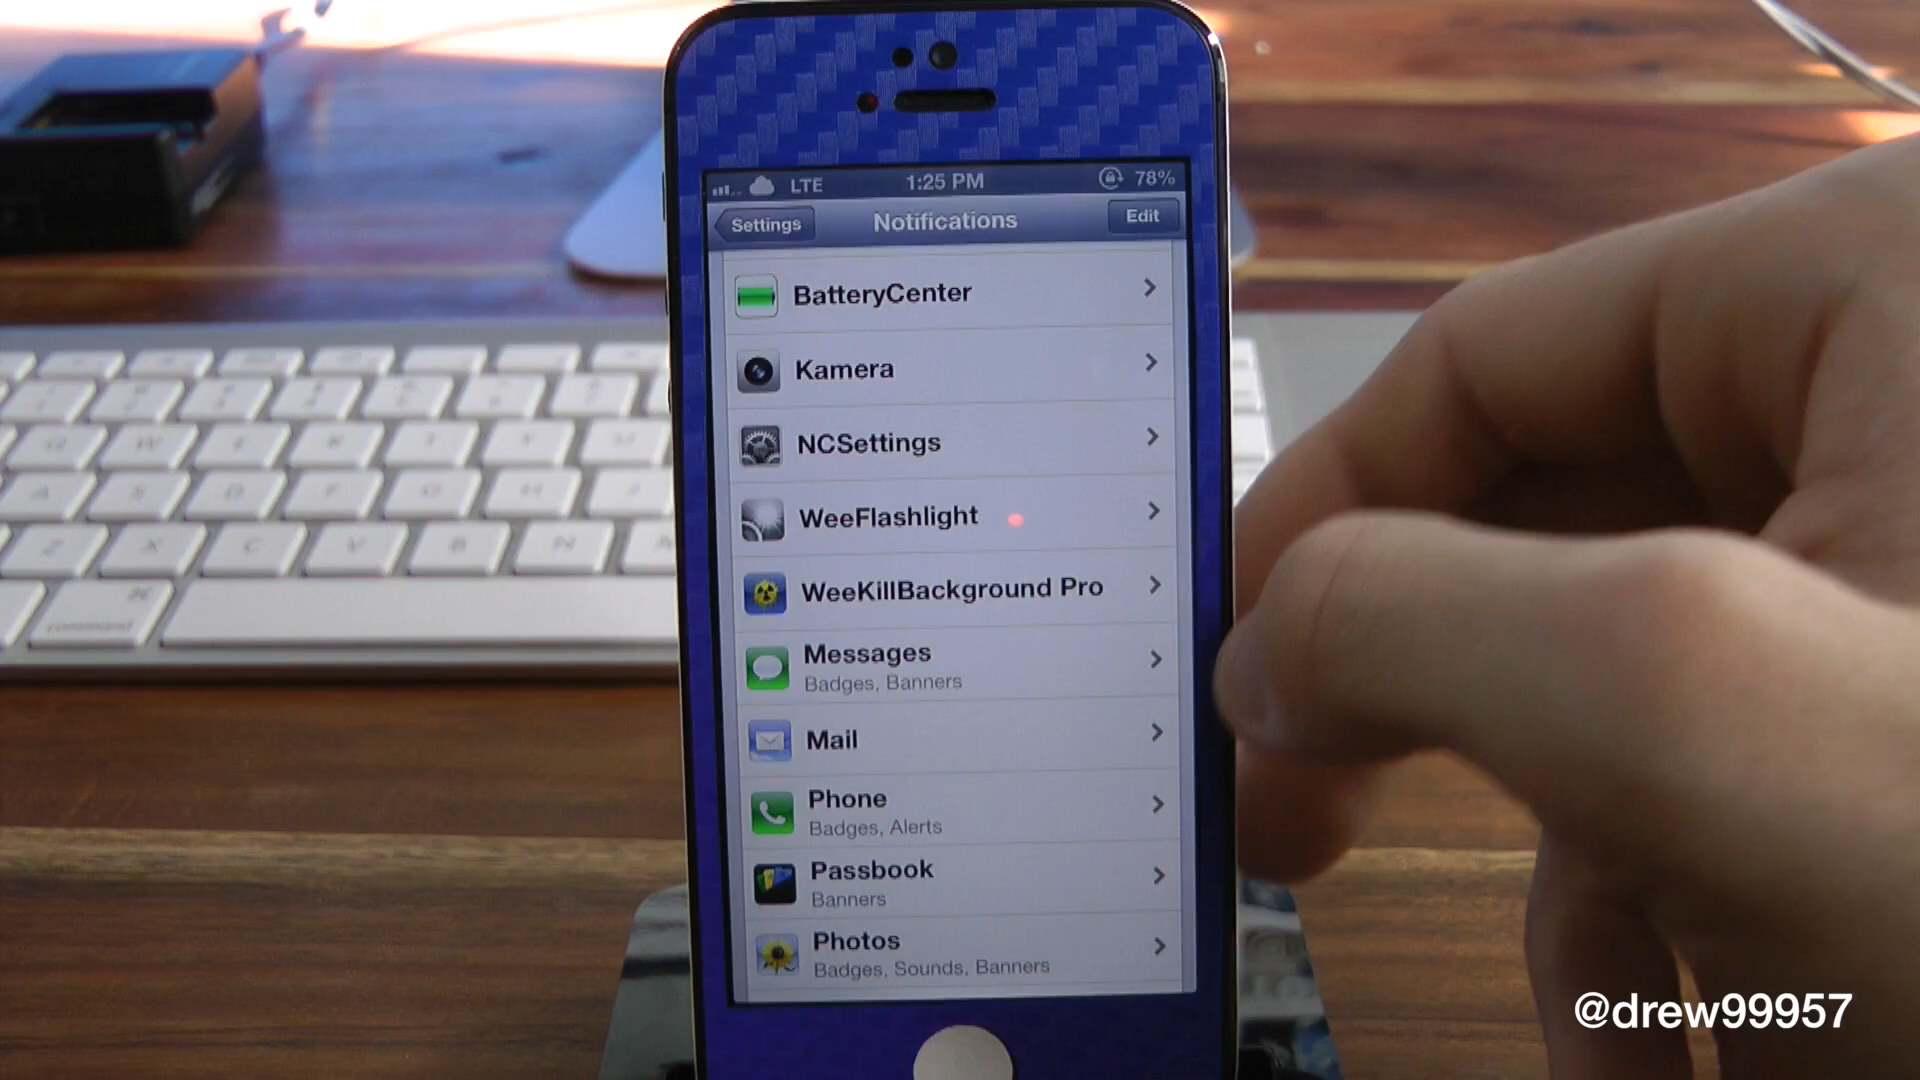 LTE 1:25 PM 78%
Settings Notifications Edit
BatteryCenter
Kamera
NCSettings
WeeFlashlight
WeeKillBackground Pro
Messages
Badges, Banners
Mail
Phone
Badges, Alerts
Passbook
Banners
Photos
Badges, Sounds, Banners
command
@drew99957